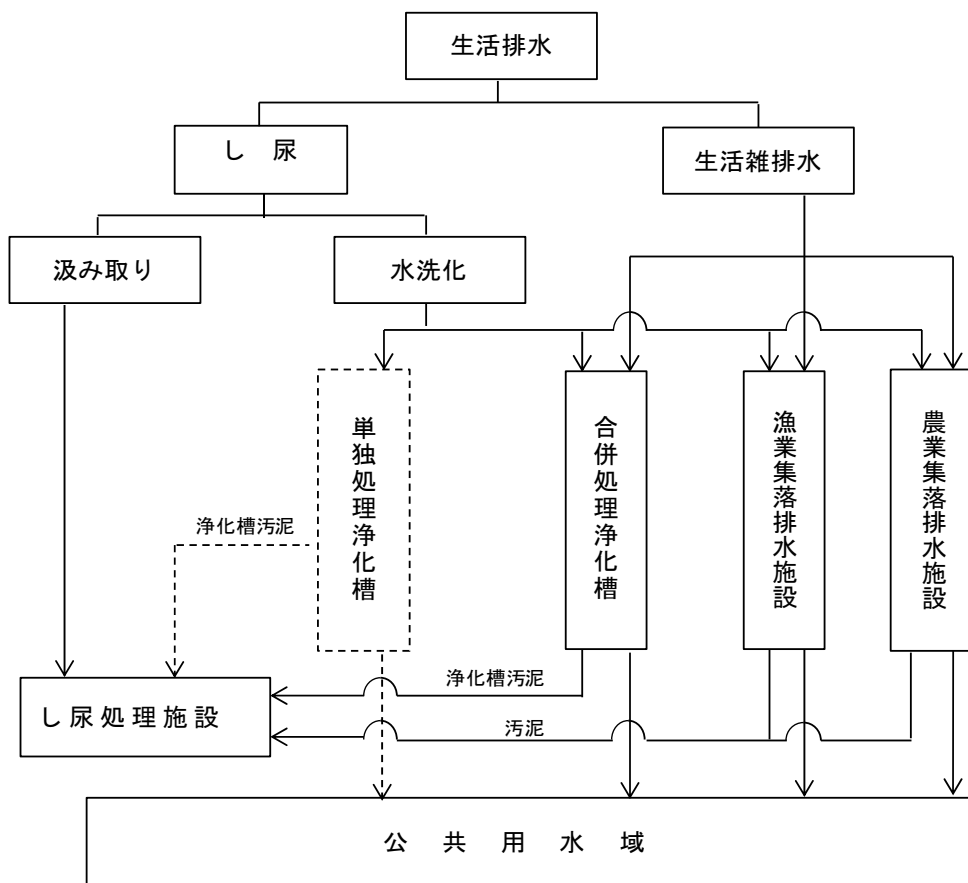 生活排水
し 尿
生活雑排水
汲み取り
水洗化
単独処理浄化槽
合併処理浄化槽
漁業集落排水施設
農業集落排水施設
浄化槽汚泥
浄化槽汚泥
し尿処理施設
汚泥
公 共 用 水 域